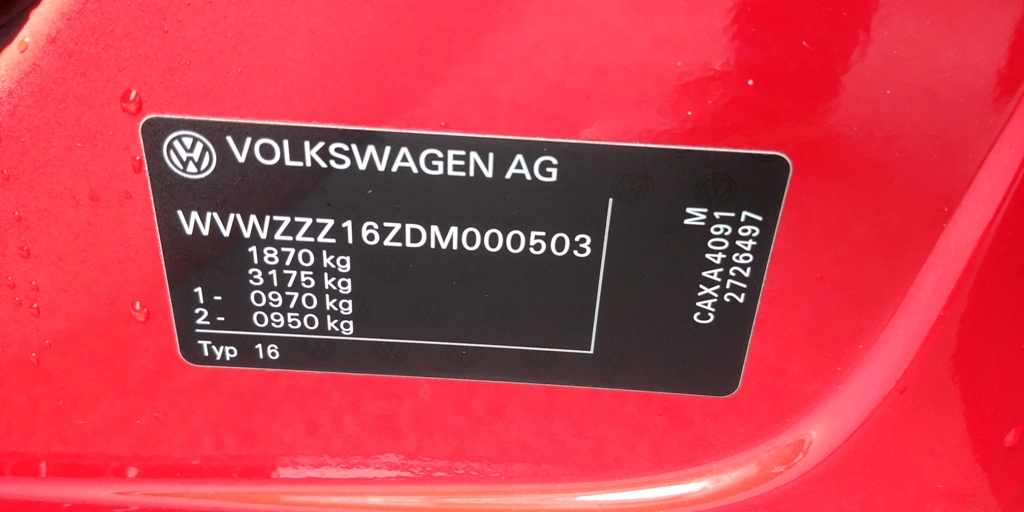 VOLKSWAGEN AG
WVWZZZ16ZDM000503
1870 kg
3175 kg
1- 0970 kg
2- 0950 kg
Typ 16
M
CAXA4091
2726497